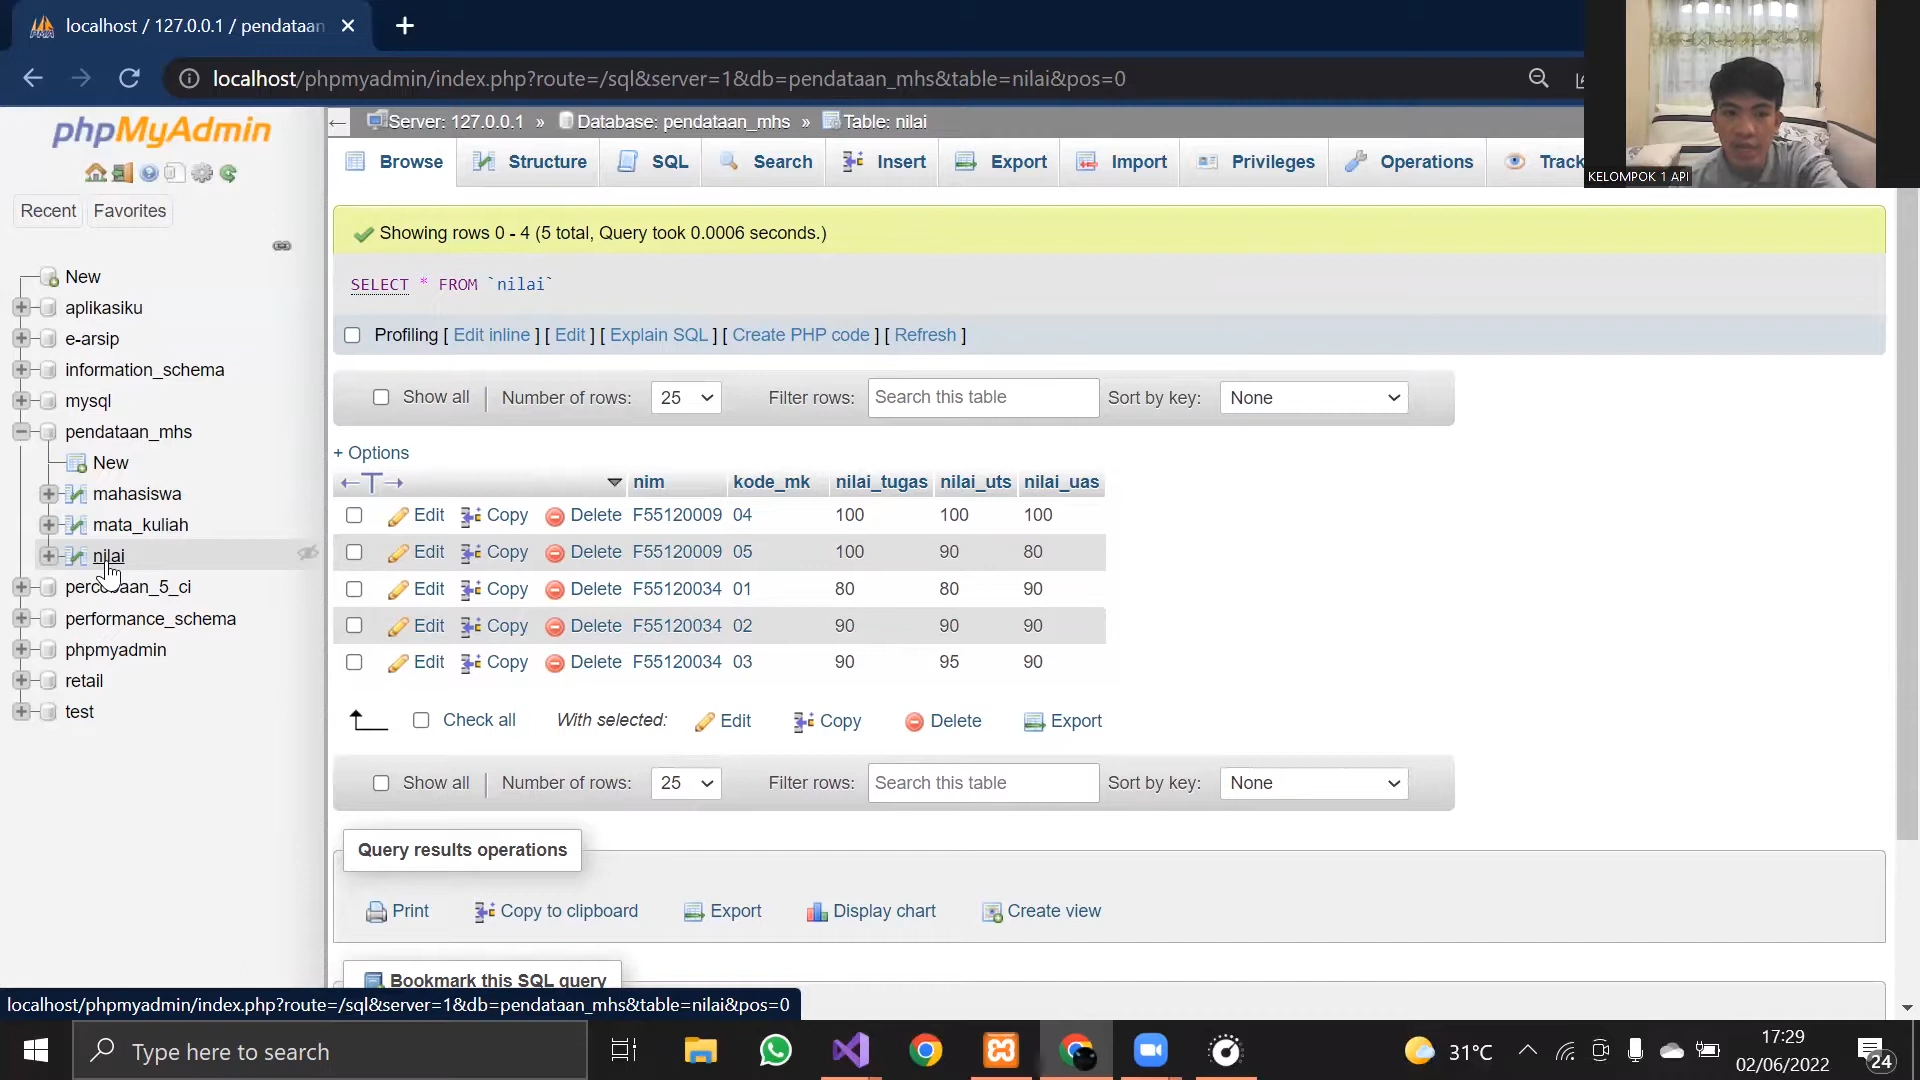 localhost / 127.0.0.1 / pendataan
localhost/phpmyadmin/index.php?route=/sql&server=1&db=pendataan_mhs&table=nilai&pos=0
KELOMPOK 1 API
phpMyAdmin
Recent Favorites
New
aplikasiku
e-arsip
information_schema
mysql
pendataan_mhs
New
mahasiswa
mata_kuliah
nilai
percobaan_5_ci
performance_schema
phpmyadmin
retail
test
Server: 127.0.0.1 » Database: pendataan_mhs » Table: nilai
Browse Structure SQL Search Insert Export Import Privileges Operations Track
Showing rows 0 - 4 (5 total, Query took 0.0006 seconds.)
SELECT * FROM `nilai`
Profiling [ Edit inline ] [ Edit ] [ Explain SQL ] [ Create PHP code ] [ Refresh ]
Show all Number of rows: 25 Filter rows: Search this table Sort by key: None
+ Options
←T→ nim kode_mk nilai_tugas nilai_uts nilai_uas
Edit Copy Delete F55120009 04 100 100 100
Edit Copy Delete F55120009 05 100 90 80
Edit Copy Delete F55120034 01 80 80 90
Edit Copy Delete F55120034 02 90 90 90
Edit Copy Delete F55120034 03 90 95 90
Check all With selected: Edit Copy Delete Export
Show all Number of rows: 25 Filter rows: Search this table Sort by key: None
Query results operations
Print Copy to clipboard Export Display chart Create view
Bookmark this SQL query
localhost/phpmyadmin/index.php?route=/sql&server=1&db=pendataan_mhs&table=nilai&pos=0
Type here to search
31°C
17:29
02/06/2022
24